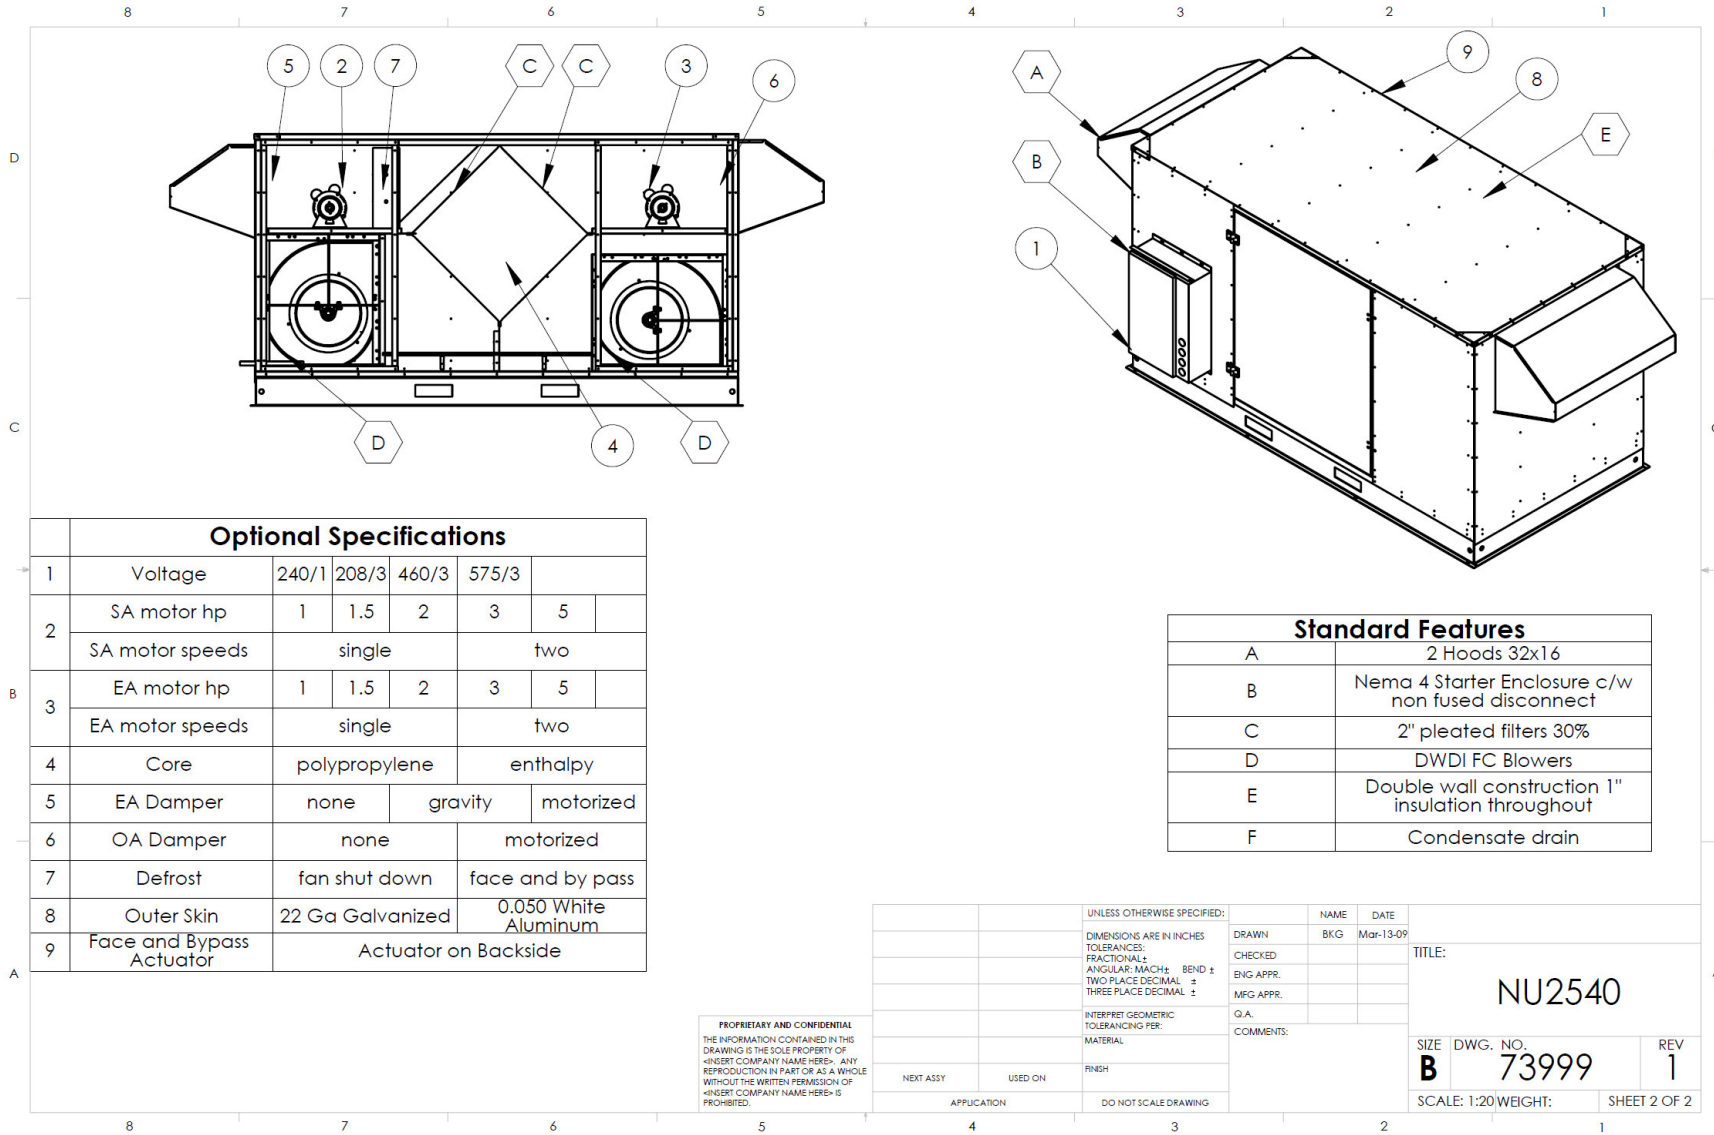 8 7 6 5 4 3 2 1
5 2 7 C C 3 6
A 9 8
B E
1
D
D
C
C
D 4 D
Optional Specifications
1 Voltage 240/1 208/3 460/3 575/3
2 SA motor hp 1 1.5 2 3 5
SA motor speeds single two
3 EA motor hp 1 1.5 2 3 5
EA motor speeds single two
4 Core polypropylene enthalpy
5 EA Damper none gravity motorized
6 OA Damper none motorized
7 Defrost fan shut down face and by pass
8 Outer Skin 22 Ga Galvanized 0.050 White
Aluminum
9 Face and Bypass
Actuator Actuator on Backside
B
A
Standard Features
A 2 Hoods 32x16
B Nema 4 Starter Enclosure c/w
non fused disconnect
C 2" pleated filters 30%
D DWDI FC Blowers
E Double wall construction 1"
insulation throughout
F Condensate drain
PROPRIETARY AND CONFIDENTIAL
THE INFORMATION CONTAINED IN THIS
DRAWING IS THE SOLE PROPERTY OF
<INSERT COMPANY NAME HERE>. ANY
REPRODUCTION IN PART OR AS A WHOLE
WITHOUT THE WRITTEN PERMISSION OF
<INSERT COMPANY NAME HERE> IS
PROHIBITED.
NEXT ASSY USED ON
APPLICATION
UNLESS OTHERWISE SPECIFIED:
DIMENSIONS ARE IN INCHES
TOLERANCES:
FRACTIONAL±
ANGULAR: MACH± BEND ±
TWO PLACE DECIMAL ±
THREE PLACE DECIMAL ±
INTERPRET GEOMETRIC
TOLERANCING PER:
MATERIAL
FINISH
DO NOT SCALE DRAWING
NAME DATE
DRAWN BKG Mar-13-09
CHECKED
ENG APPR.
MFG APPR.
Q.A.
COMMENTS:
TITLE:
NU2540
SIZE DWG. NO. REV
B 73999 1
SCALE: 1:20 WEIGHT: SHEET 2 OF 2
8 7 6 5 4 3 2 1